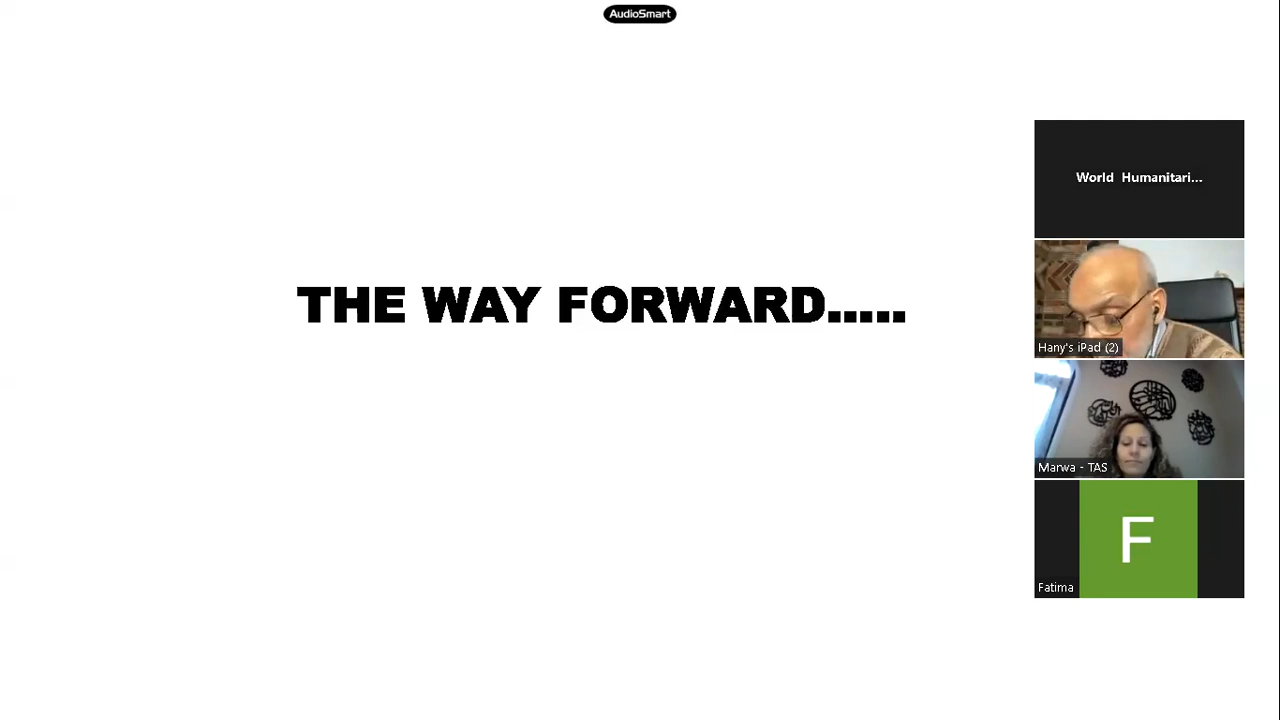 AudioSmart
THE WAY FORWARD.....
World Humanitari...
Hany's iPad (2)
Marwa - TAS
F
Fatima